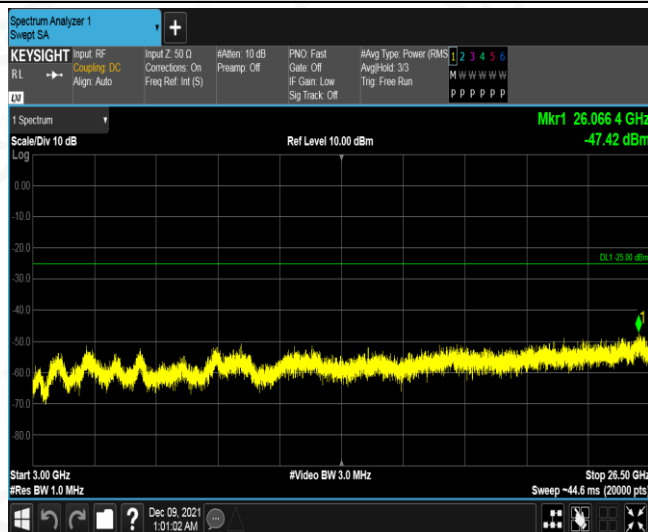 Spectrum Analyzer 1
Swept SA
+
KEYSIGHT
RL
Input: RF
Coupling: DC
Align: Auto
Input Z: 50 Ω
Corrections: On
Freq Ref: Int (S)
#Atten: 10 dB
Preamp: Off
PNO: Fast
Gate: Off
IF Gain: Low
Sig Track: Off
#Avg Type: Power (RMS
Avg|Hold: 3/3
Trig: Free Run
1 2 3 4 5 6
M W W W W W
P P P P P P
LXI
1 Spectrum
Mkr1 26.066 4 GHz
-47.42 dBm
Scale/Div 10 dB
Ref Level 10.00 dBm
Log
0.00
-10.0
-20.0
DL1 -25.00 dBm
-30.0
-40.0
1
-50.0
-60.0
-70.0
-80.0
Start 3.00 GHz
#Video BW 3.0 MHz
Stop 26.50 GHz
#Res BW 1.0 MHz
Sweep ~44.6 ms (20000 pts)
?
Dec 09, 2021
1:01:02 AM